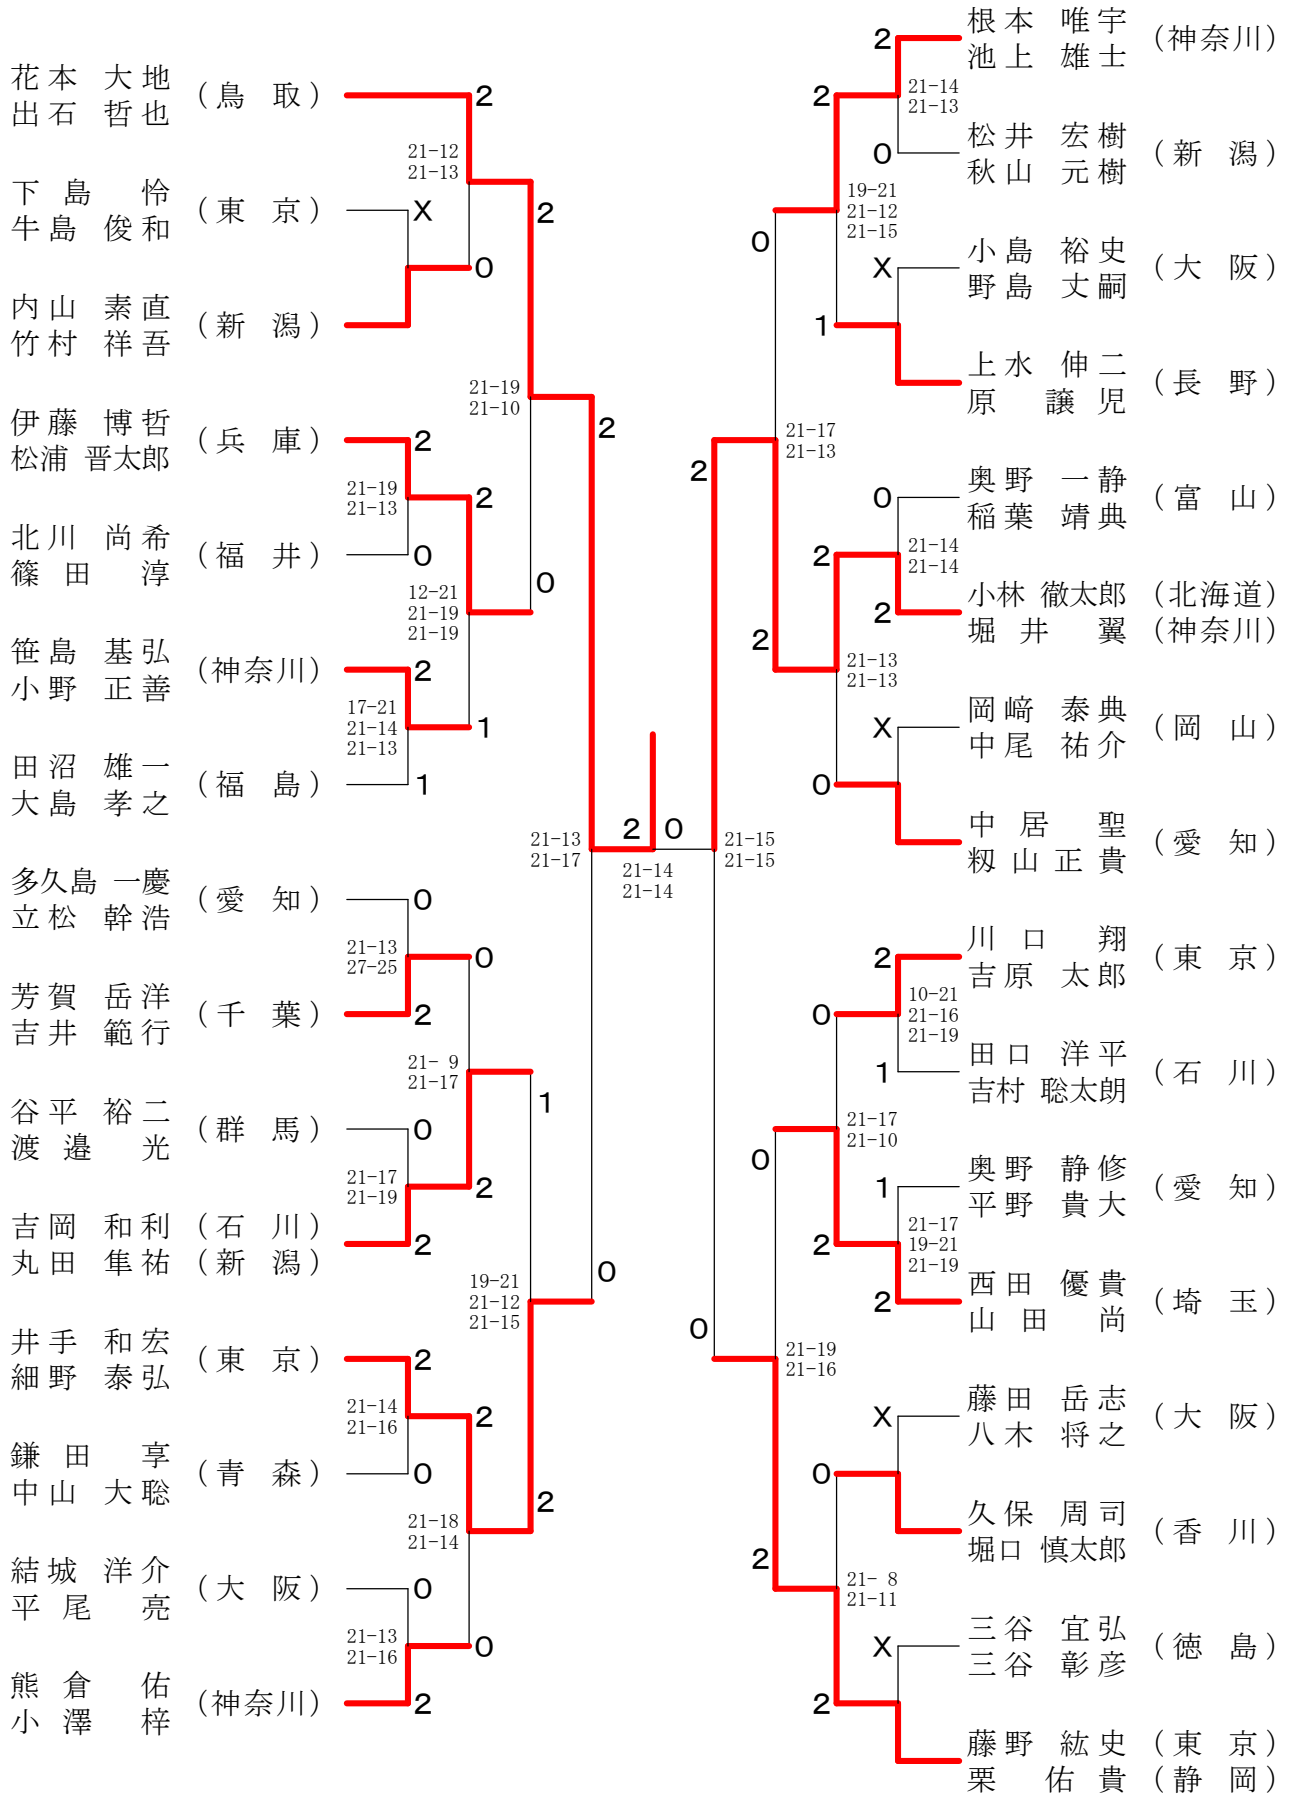 花本 大地 (鳥 取) 2
出石 哲也
21-12
21-13
下島 怜 (東 京) X
牛島 俊和
2
0
内山 素直 (新 潟)
竹村 祥吾
21-19
21-10
2
伊藤 博哲 (兵 庫) 2
松浦 晋太郎
21-19
21-13
2
北川 尚希 (福 井) 0
篠田 淳
0
12-21
21-19
21-19
笹島 基弘 (神奈川) 2
小野 正善
17-21
21-14
21-13
1
田沼 雄一 (福 島) 1
大島 孝之
21-13
21-17
多久島 一慶 (愛 知) 0
立松 幹浩
21-13
27-25
0
芳賀 岳洋 (千 葉) 2
吉井 範行
21- 9
21-17
1
谷平 裕二 (群 馬) 0
渡邉 光
21-17
21-19
2
吉岡 和利 (石 川) 2
丸田 隼祐 (新 潟)
19-21
21-12
21-15
0
井手 和宏 (東 京) 2
細野 泰弘
21-14
21-16
2
鎌田 享 (青 森) 0
中山 大聡
2
21-18
21-14
結城 洋介 (大 阪) 0
平尾 亮
21-13
21-16
0
熊倉 佑 (神奈川) 2
小澤 梓
2 0
21-14
21-14
2 根本 唯宇 (神奈川)
池上 雄士
2
21-14
21-13
0 松井 宏樹 (新 潟)
秋山 元樹
19-21
21-12
21-15
0
X 小島 裕史 (大 阪)
野島 丈嗣
1
上水 伸二 (長 野)
原 譲児
21-17
21-13
2
0 奥野 一静 (富 山)
稲葉 靖典
2
21-14
21-14
2 小林 徹太郎 (北海道)
堀井 翼 (神奈川)
2
21-13
21-13
X 岡﨑 泰典 (岡 山)
中尾 祐介
0
中居 聖 (愛 知)
籾山 正貴
21-15
21-15
2 川口 翔 (東 京)
吉原 太郎
0
10-21
21-16
21-19
1 田口 洋平 (石 川)
吉村 聡太朗
21-17
21-10
0
1 奥野 静修 (愛 知)
平野 貴大
21-17
19-21
21-19
2
2 西田 優貴 (埼 玉)
山田 尚
0
21-19
21-16
X 藤田 岳志 (大 阪)
八木 将之
0
久保 周司 (香 川)
堀口 慎太郎
2
21- 8
21-11
X 三谷 宜弘 (徳 島)
三谷 彰彦
2
藤野 紘史 (東 京)
栗 佑貴 (静 岡)